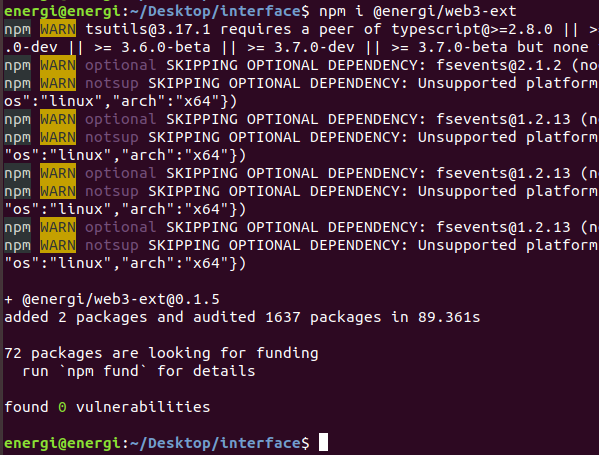 energi@energi:~/Desktop/interface$ npm i @energi/web3-ext
npm WARN tsutils@3.17.1 requires a peer of typescript@>=2.8.0 || >=
.0-dev || >= 3.6.0-beta || >= 3.7.0-dev || >= 3.7.0-beta but none
npm WARN optional SKIPPING OPTIONAL DEPENDENCY: fsevents@2.1.2 (no
npm WARN notsup SKIPPING OPTIONAL DEPENDENCY: Unsupported platform
os":"linux","arch":"x64"})
npm WARN optional SKIPPING OPTIONAL DEPENDENCY: fsevents@1.2.13 (n
npm WARN notsup SKIPPING OPTIONAL DEPENDENCY: Unsupported platform
"os":"linux","arch":"x64"})
npm WARN optional SKIPPING OPTIONAL DEPENDENCY: fsevents@1.2.13 (n
npm WARN notsup SKIPPING OPTIONAL DEPENDENCY: Unsupported platform
"os":"linux","arch":"x64"})
npm WARN optional SKIPPING OPTIONAL DEPENDENCY: fsevents@1.2.13 (n
npm WARN notsup SKIPPING OPTIONAL DEPENDENCY: Unsupported platform
"os":"linux","arch":"x64"})
+ @energi/web3-ext@0.1.5
added 2 packages and audited 1637 packages in 89.361s
72 packages are looking for funding
run `npm fund` for details
found 0 vulnerabilities
energi@energi:~/Desktop/interface$